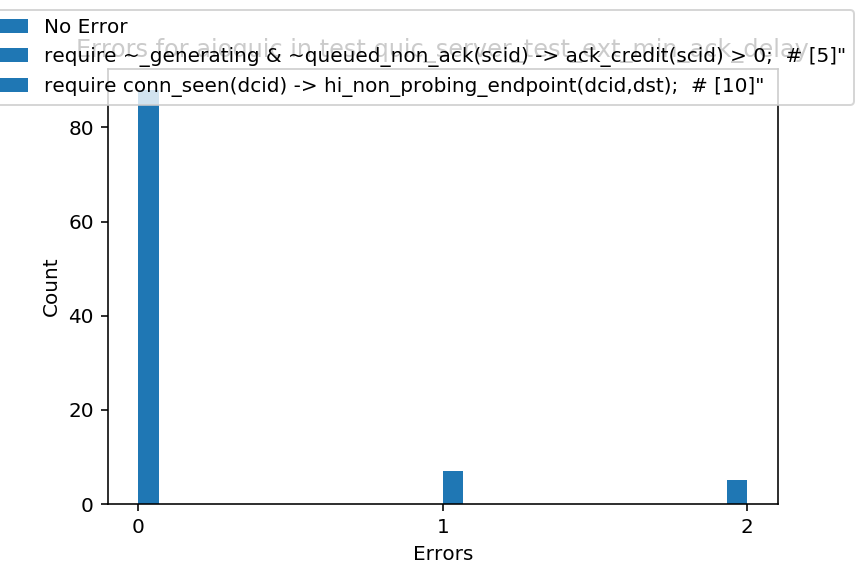 Errors for aioquic in test quic_server_test_ext_min_ack_delay
No Error
require ~_generating & ~queued_non_ack(scid) -> ack_credit(scid) > 0;  # [5]"
require conn_seen(dcid) -> hi_non_probing_endpoint(dcid,dst);  # [10]"
80
60
40
20
0
Count
0 1 2
Errors